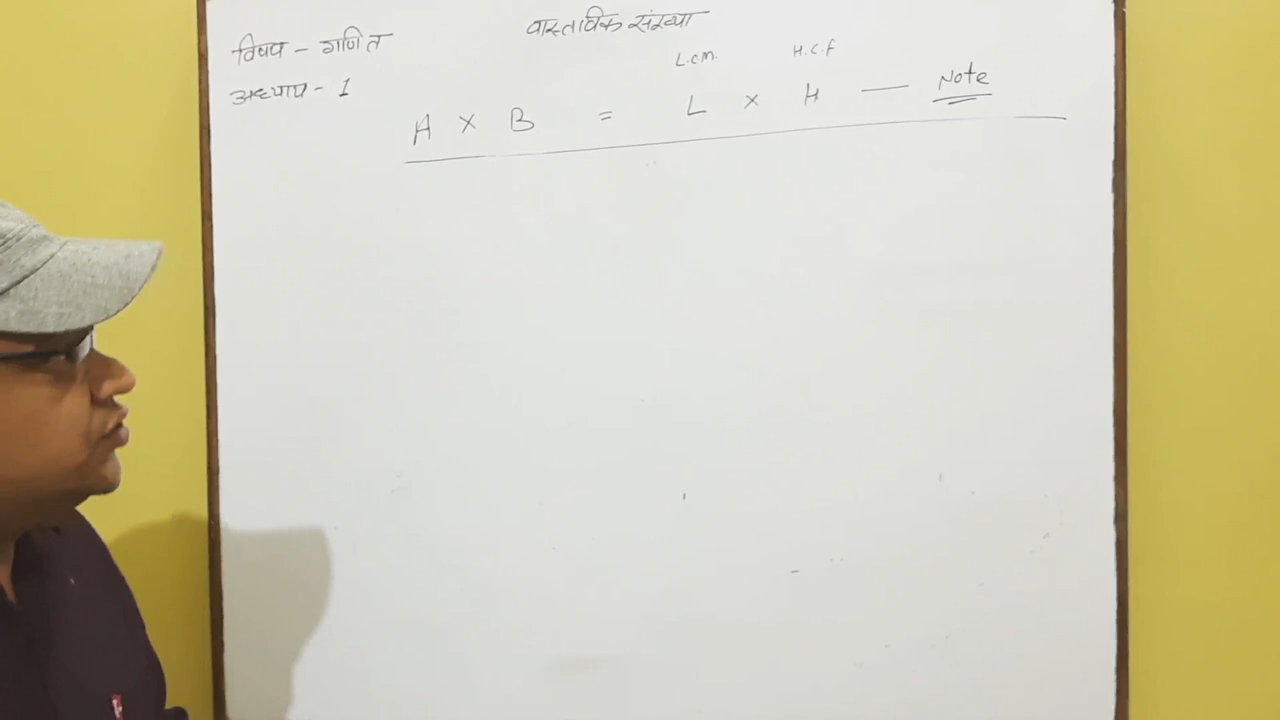 वास्तविक संख्या
विषय - गणित
अध्याय - 1
L.C.M. H.C.F
A × B = L × H — Note